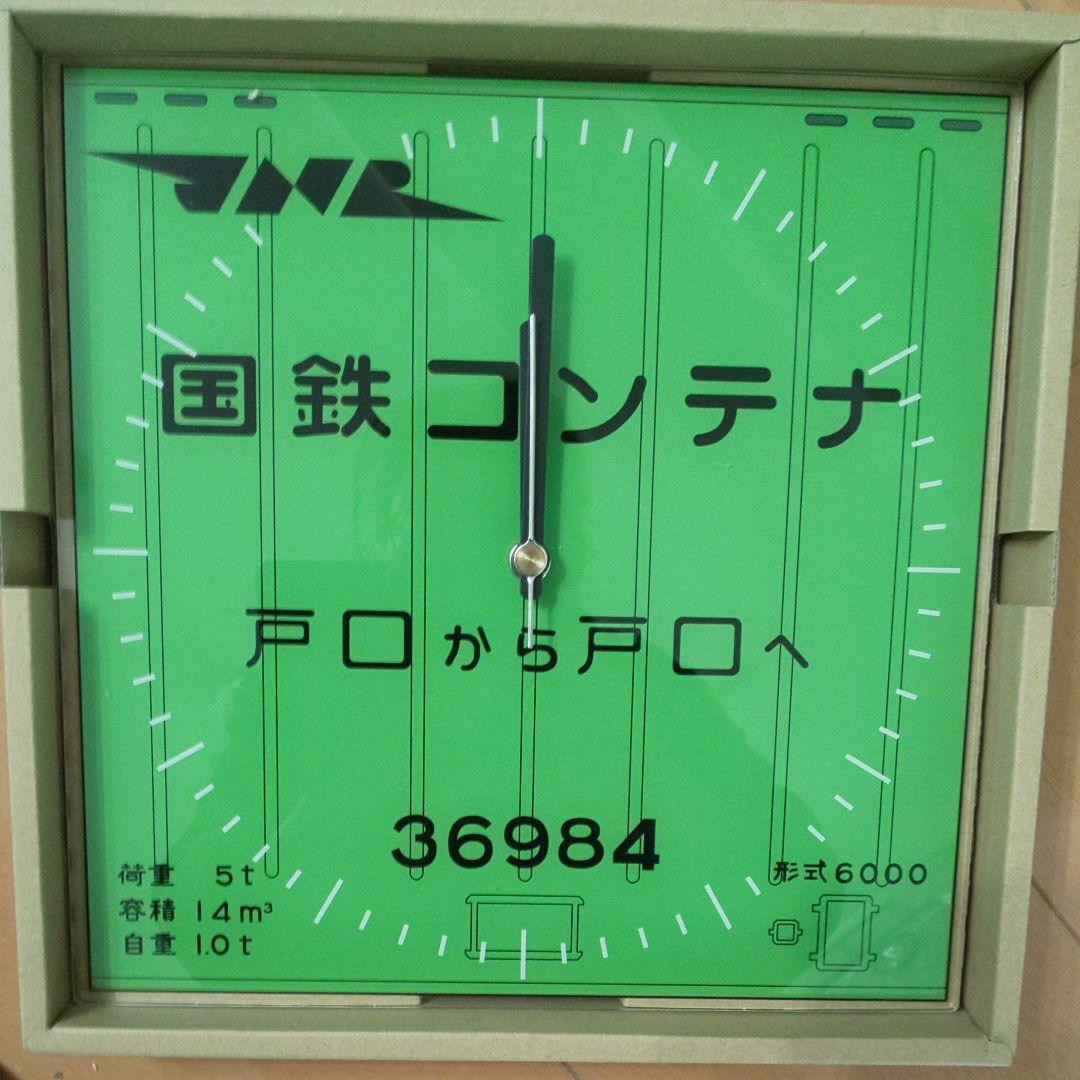 JNR
国鉄コンテナ
戸口から戸口へ
36984
荷重 5t
容積 14m³
自重 1.0t
形式6000